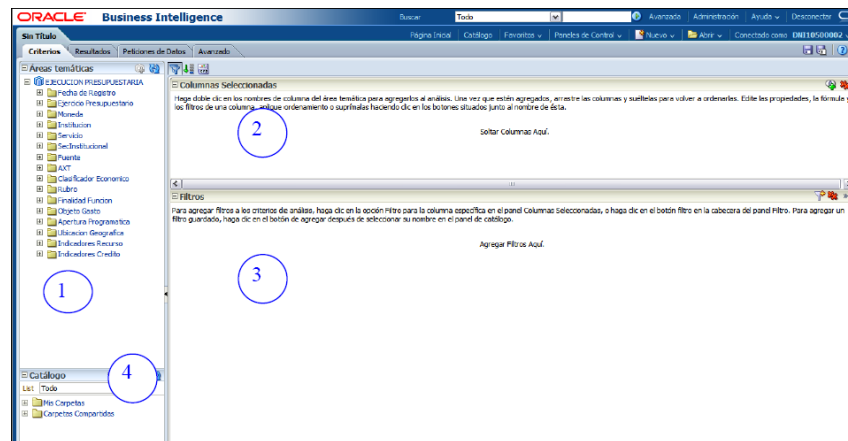 ORACLE Business Intelligence
Buscar Todo Avanzada Administración Ayuda Desconectar
Sin Título
Página Inicial Catálogo Favoritos Paneles de Control Nuevo Abrir Conectado como DNI10500002
Criterios Resultados Peticiones de Datos Avanzado
Áreas temáticas
EJECUCION PRESUPUESTARIA
Fecha de Registro
Ejercicio Presupuestario
Moneda
Institucion
Servicio
SecInstitucional
Fuente
AXT
Clasificador Economico
Rubro
Finalidad Funcion
Objeto Gasto
Apertura Programatica
Ubicacion Geografica
Indicadores Recurso
Indicadores Credito
1
Catálogo
4
List Todo
Mis Carpetas
Carpetas Compartidas
Columnas Seleccionadas
Haga doble clic en los nombres de columna del área temática para agregarlos al análisis. Una vez que estén agregados, arrastre las columnas y suéltelas para volver a ordenarlas. Edite las propiedades, la fórmula y
los filtros de una columna, aplique ordenamiento o suprímalas haciendo clic en los botones situados junto al nombre de ésta.
2
Soltar Columnas Aquí.
Filtros
Para agregar filtros a los criterios de análisis, haga clic en la opción Filtro para la columna específica en el panel Columnas Seleccionadas, o haga clic en el botón filtro en la cabecera del panel Filtro. Para agregar un
filtro guardado, haga clic en el botón de agregar después de seleccionar su nombre en el panel de catálogo.
Agregar Filtros Aquí.
3